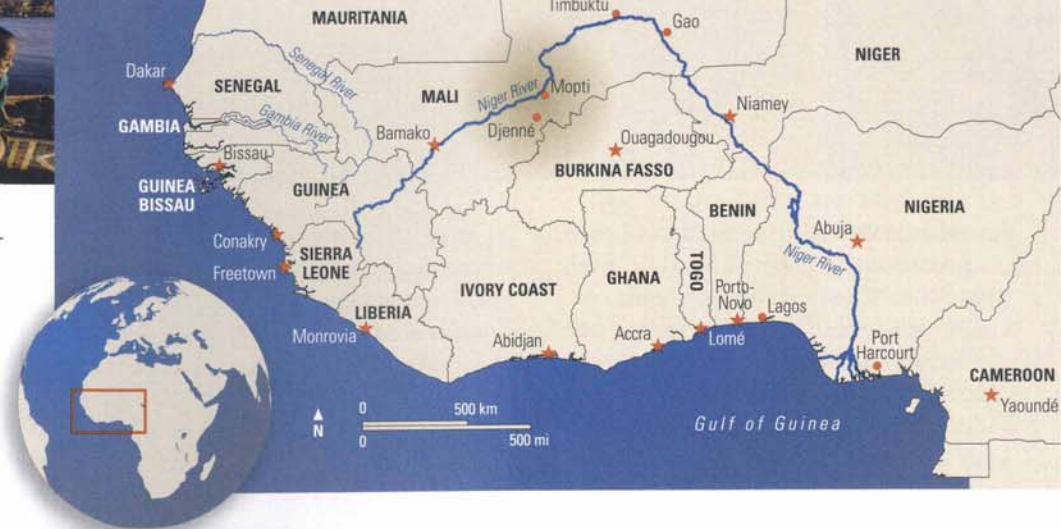 Timbuktu
MAURITANIA
Gao
NIGER
Dakar
SENEGAL
Senegal River
MALI
Niger River
Mopti
Niamey
GAMBIA
Gambia River
Djenné
Bamako
Ouagadougou
Bissau
BURKINA FASSO
GUINEA
BISSAU
GUINEA
BENIN
NIGERIA
Abuja
Conakry
SIERRA
LEONE
Niger River
Freetown
IVORY COAST
GHANA
TOGO
Porto-
Novo
Lagos
LIBERIA
Monrovia
Abidjan
Accra
Lomé
Port
Harcourt
CAMEROON
Yaoundé
0
500 km
N
0
500 mi
Gulf of Guinea